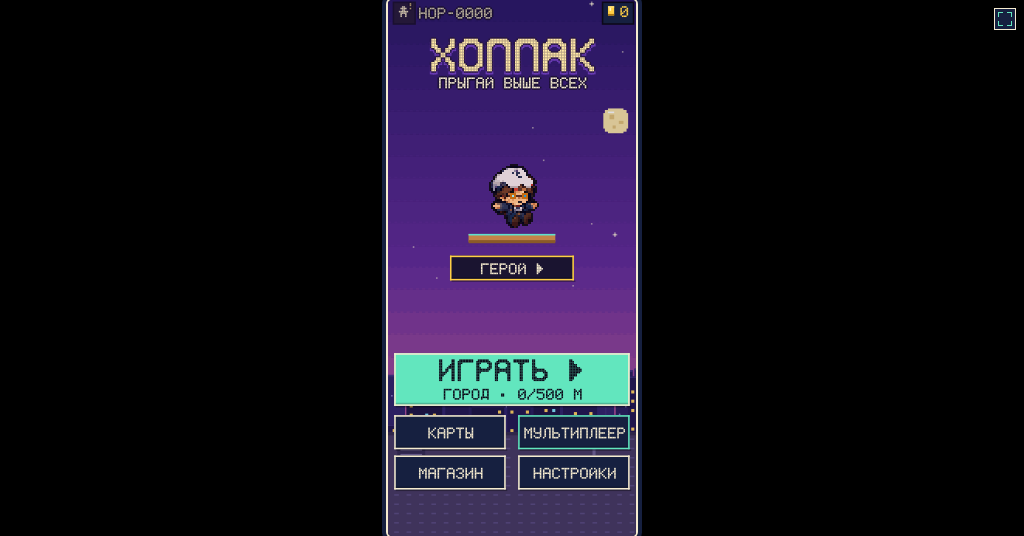 HOP-0000
0
ХОППАК
ПРЫГАЙ ВЫШЕ ВСЕХ
ГЕРОЙ
ИГРАТЬ
ГОРОД · 0/500 М
КАРТЫ
МУЛЬТИПЛЕЕР
МАГАЗИН
НАСТРОЙКИ